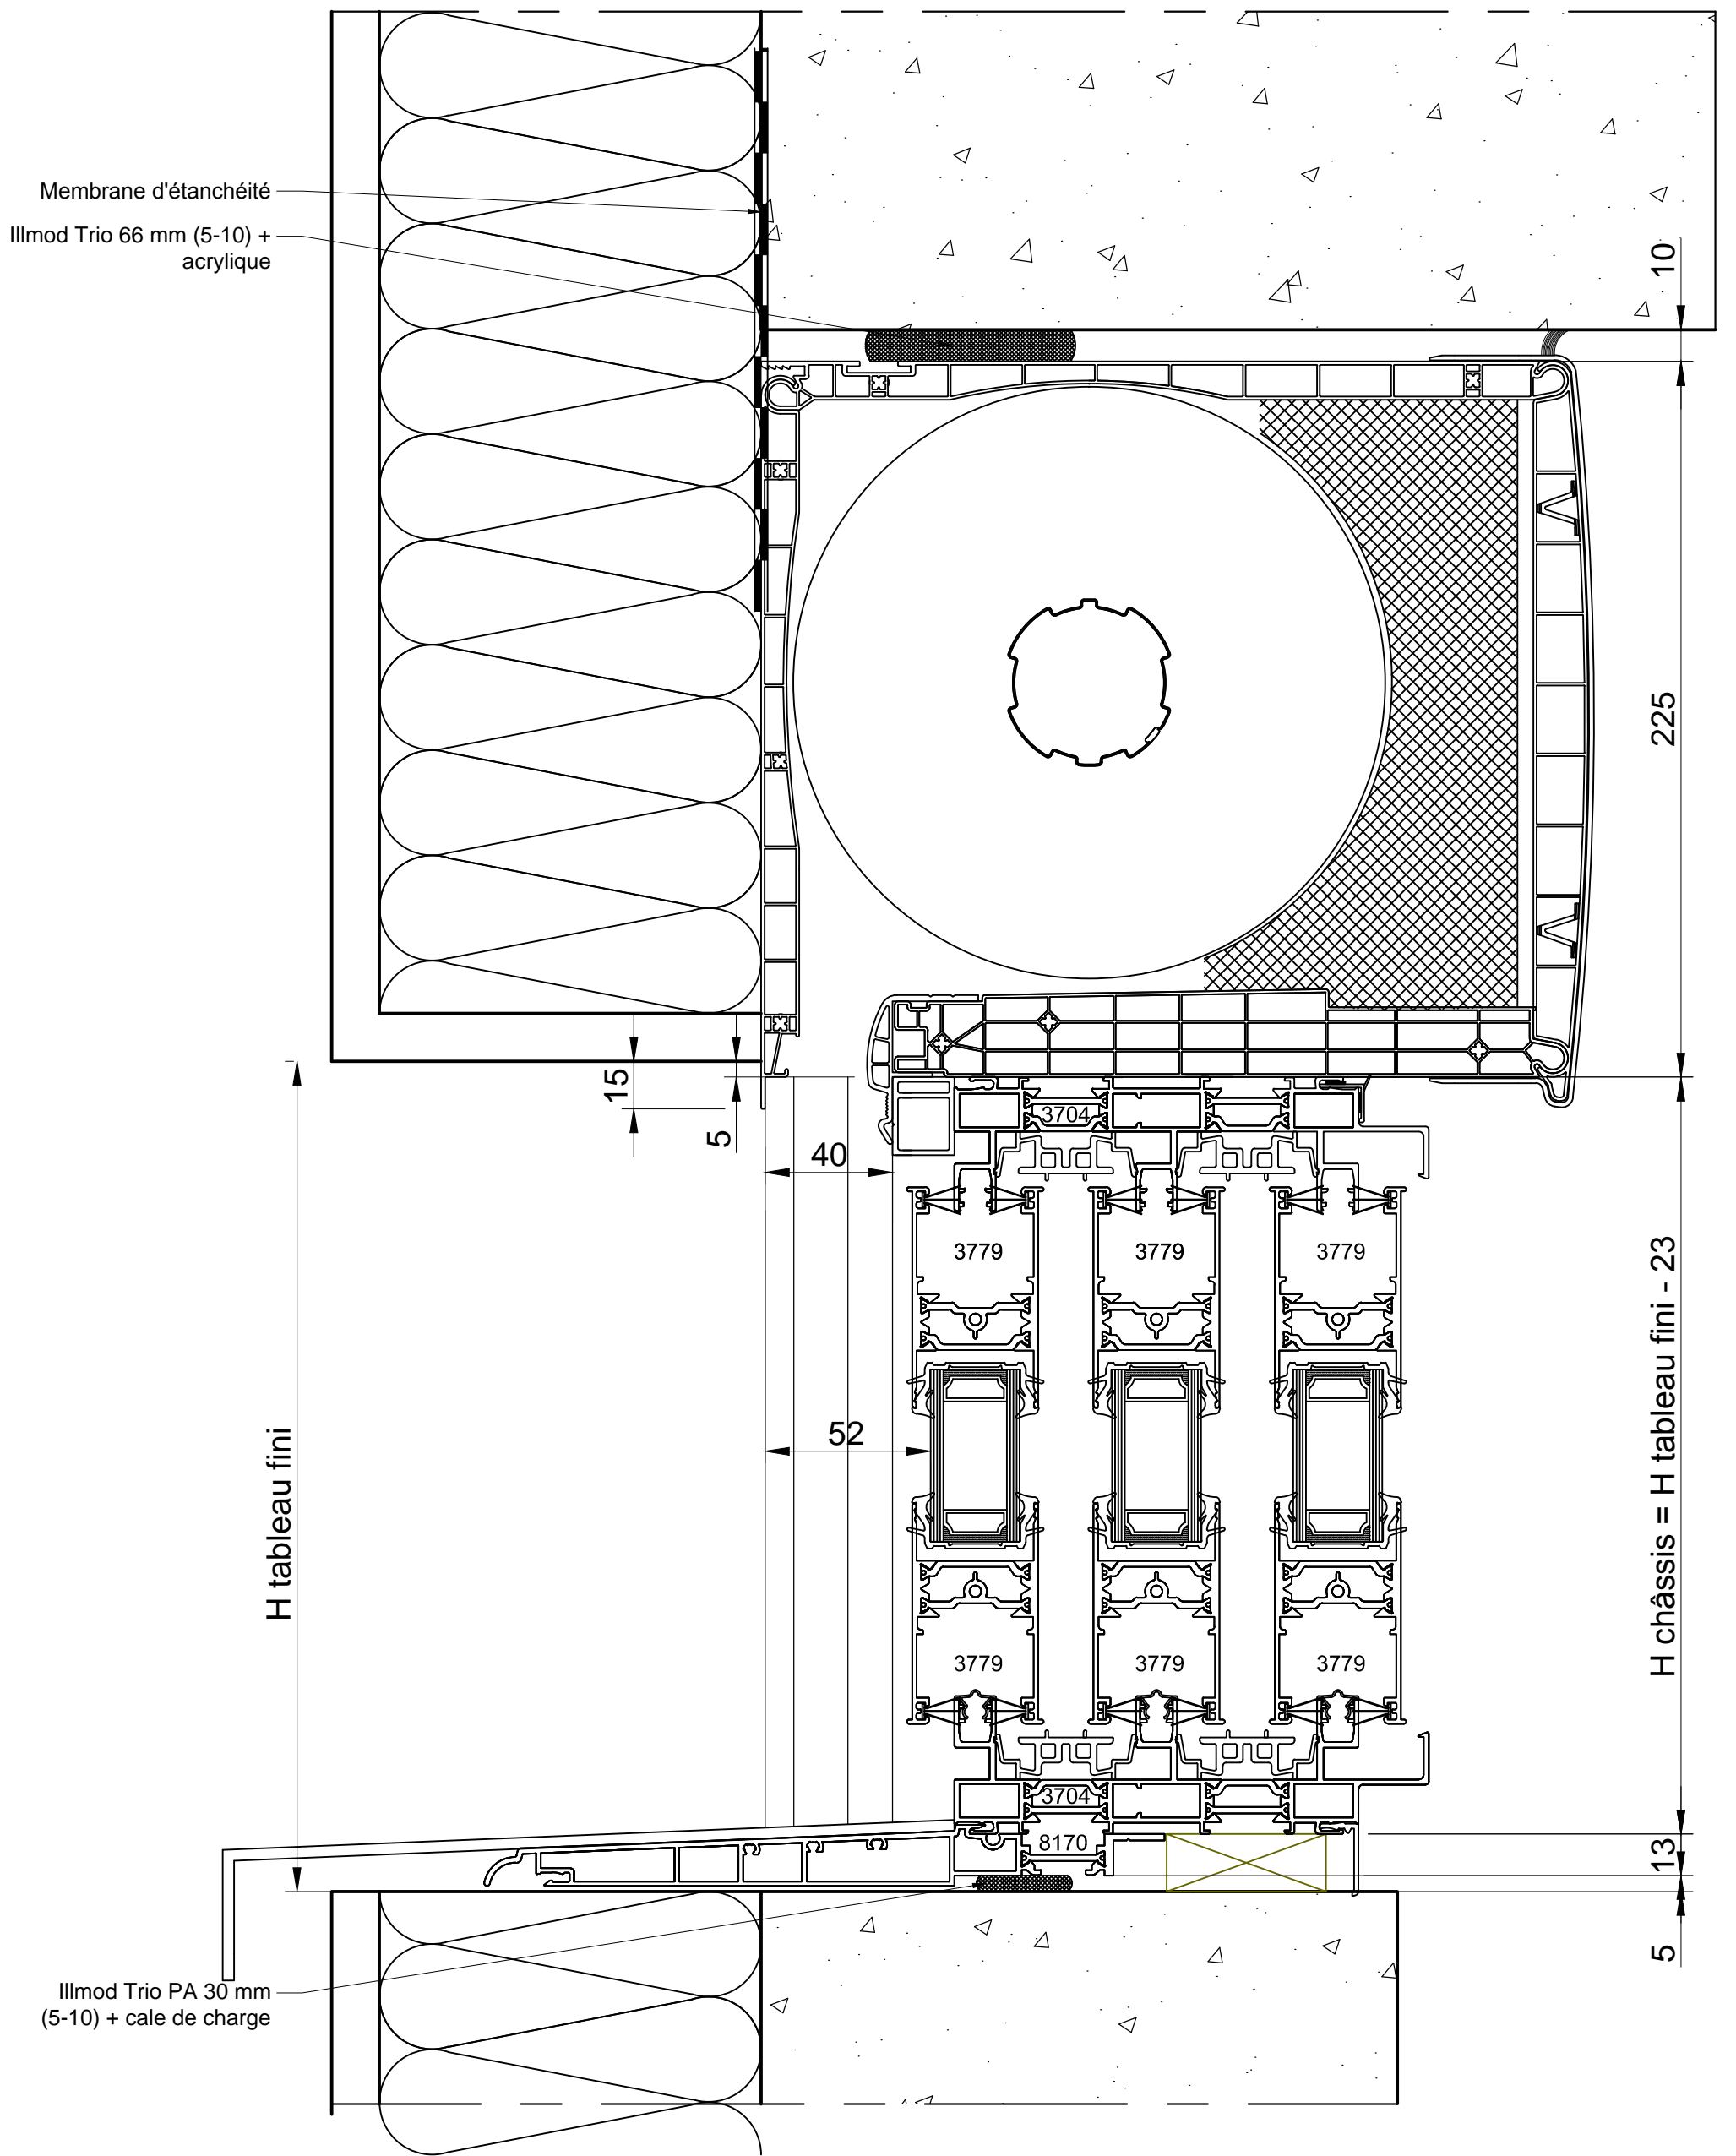 Membrane d'étanchéité
Illmod Trio 66 mm (5-10) +
acrylique
10
225
15
5
40
3704
3779
3779
3779
52
H tableau fini
H châssis = H tableau fini - 23
3779
3779
3779
3704
8170
13
5
Illmod Trio PA 30 mm
(5-10) + cale de charge